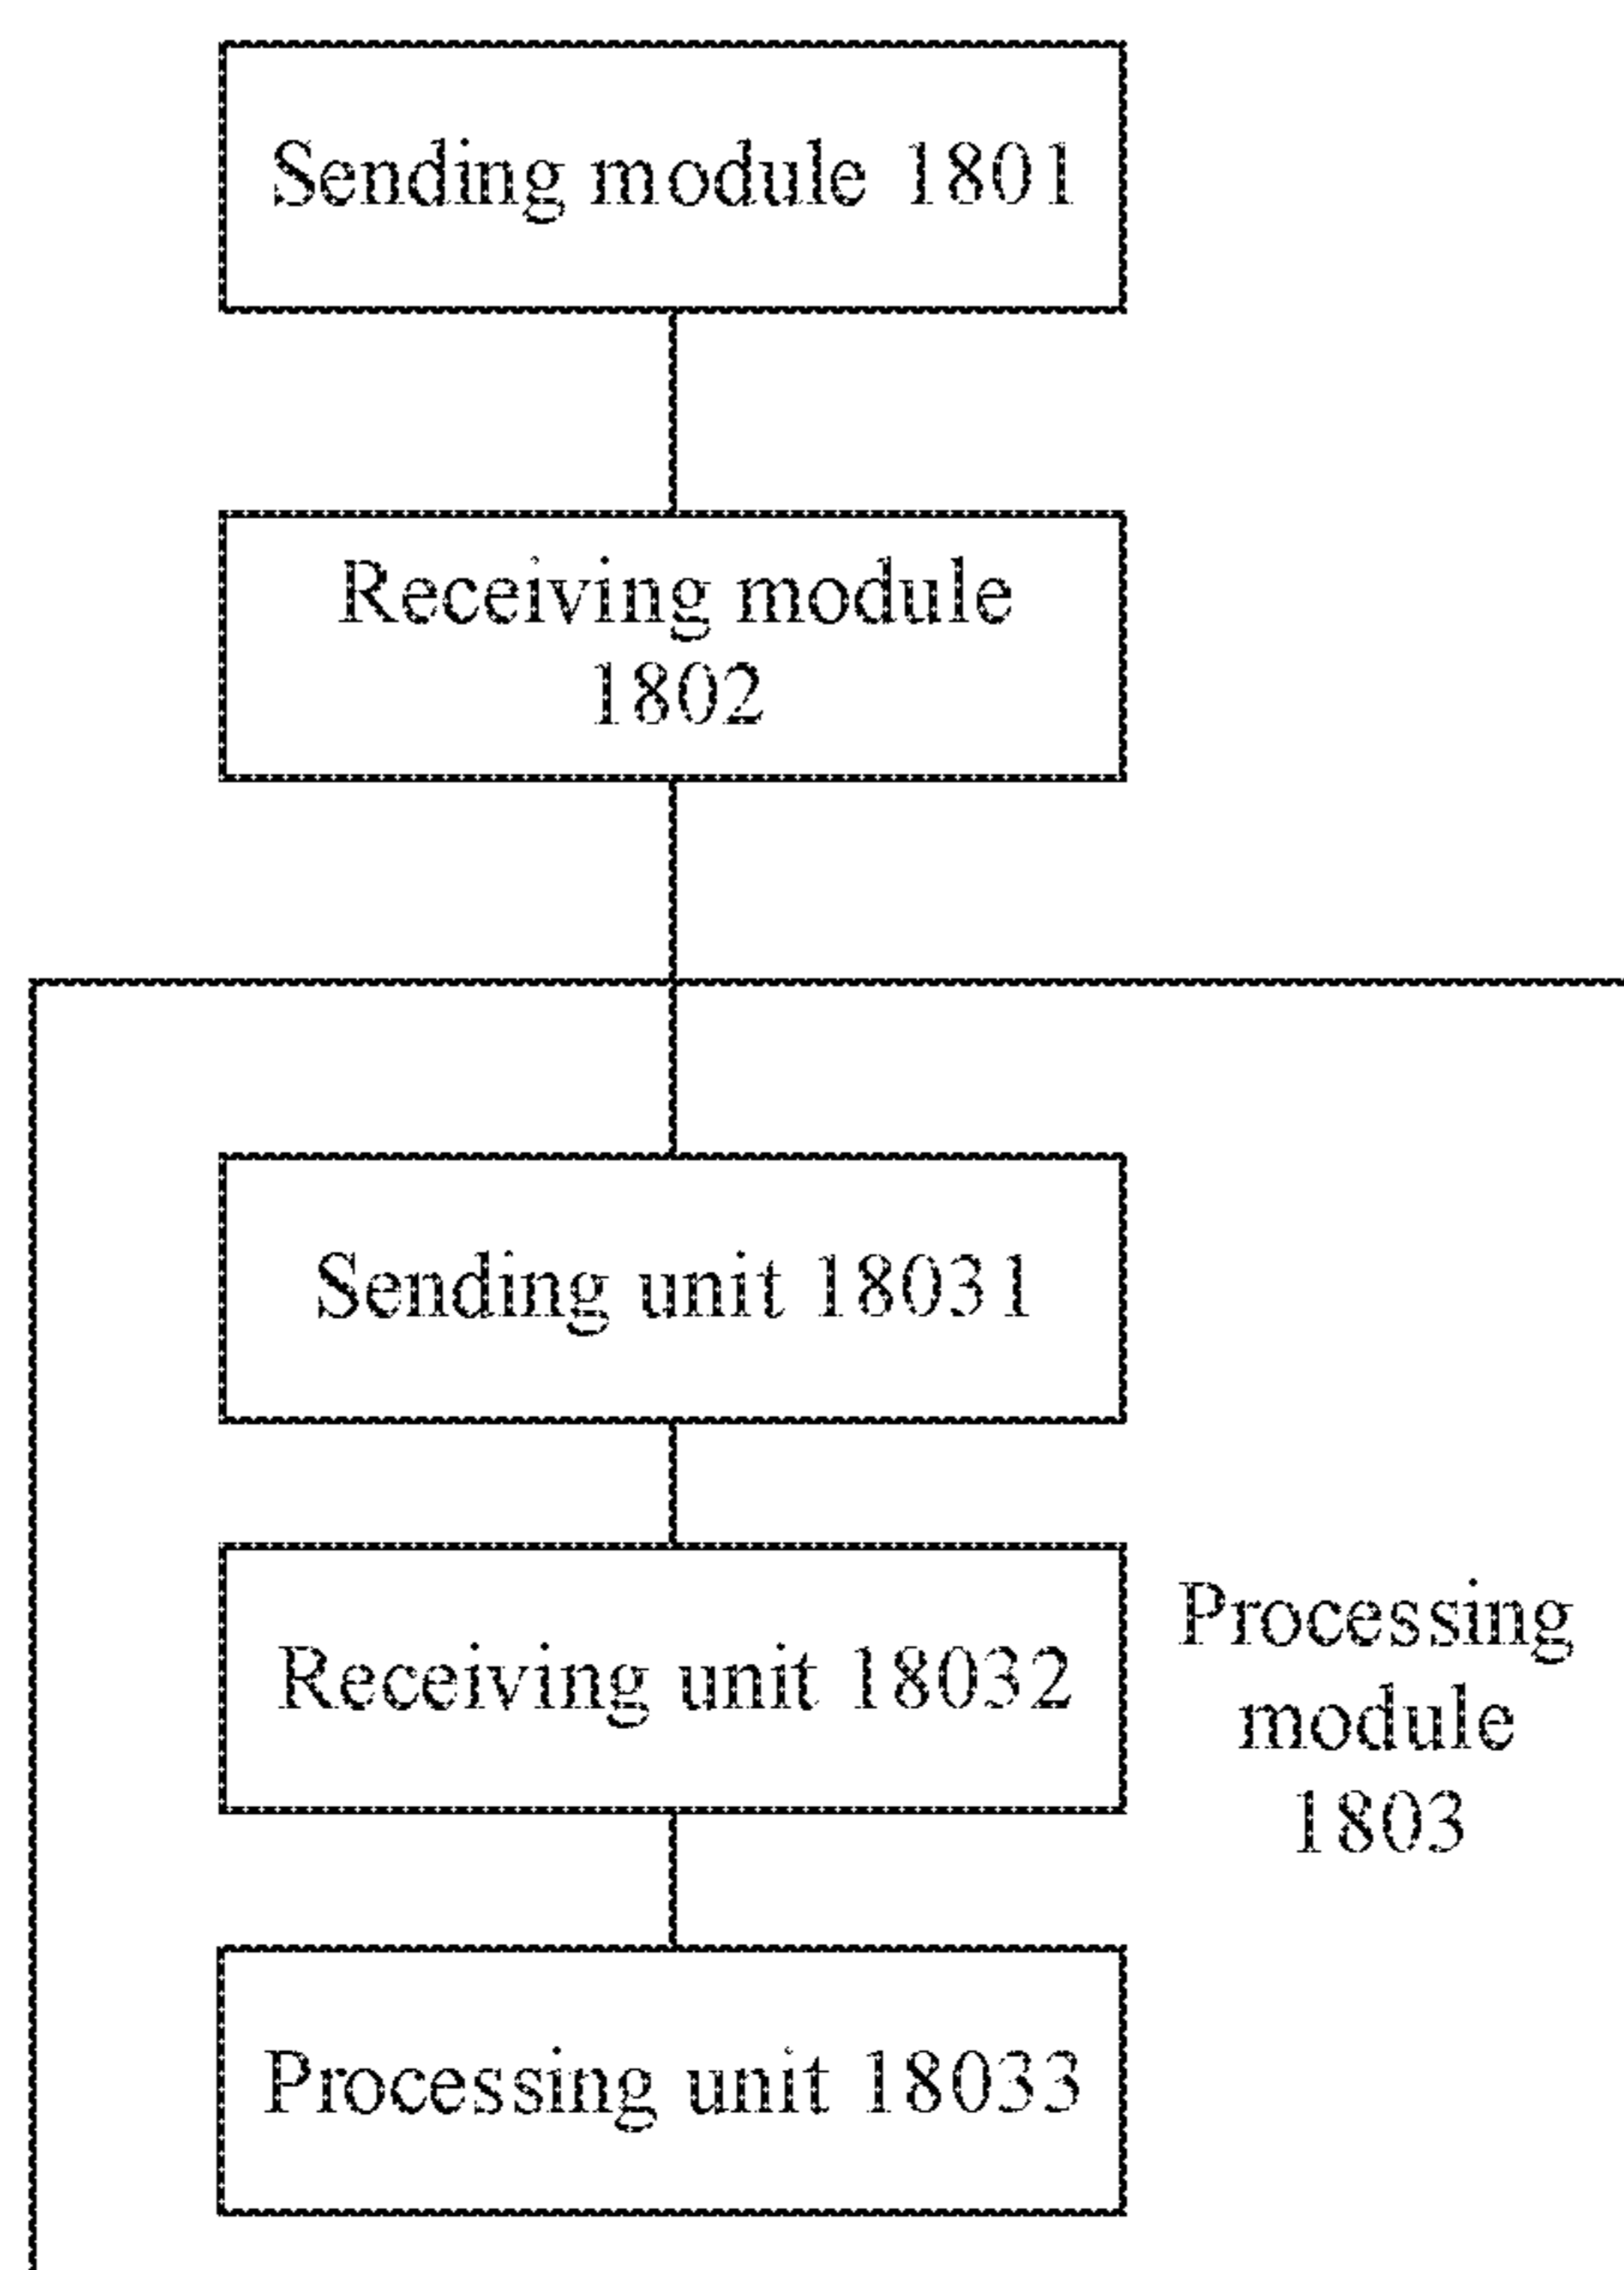 Sending module 1801
Receiving module
1802
Sending unit 18031
Receiving unit 18032
Processing
module
1803
Processing unit 18033